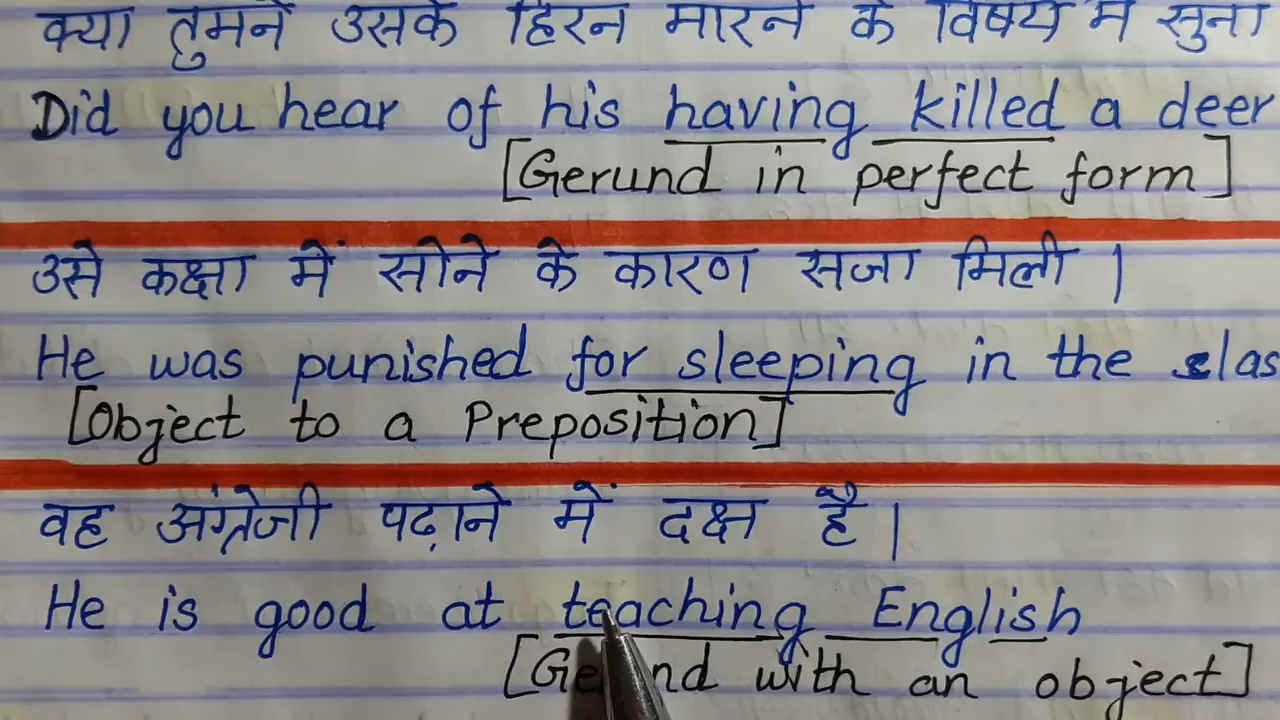 क्या तुमने उसके हिरन मारने के विषय में सुना
Did you hear of his having killed a deer
[Gerund in perfect form]
उसे कक्षा में सोने के कारण सजा मिली |
He was punished for sleeping in the clas
[Object to a Preposition]
वह अंग्रेजी पढ़ाने में दक्ष है |
He is good at teaching English
[Gerund with an object]